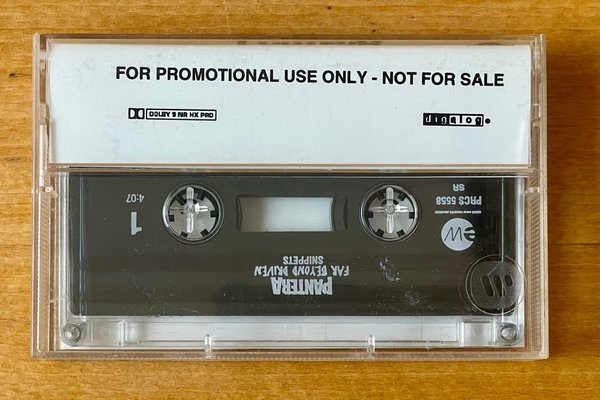 FOR PROMOTIONAL USE ONLY - NOT FOR SALE
DOLBY B NR HX PRO
digalog.
PANTERA
FAR BEYOND DRIVEN
SNIPPETS
1
4:07
PRCS 5558
SR
ew